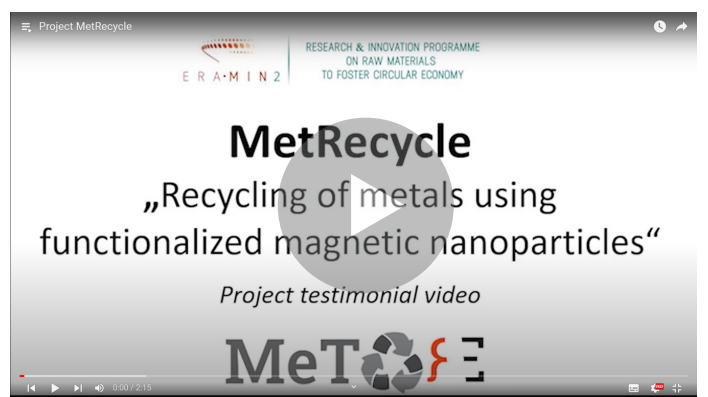 Project MetRecycle
ERA·MIN2
RESEARCH & INNOVATION PROGRAMME
ON RAW MATERIALS
TO FOSTER CIRCULAR ECONOMY
MetRecycle
„Recycling of metals using
functionalized magnetic nanoparticles“
Project testimonial video
MeT
0:00 / 2:15